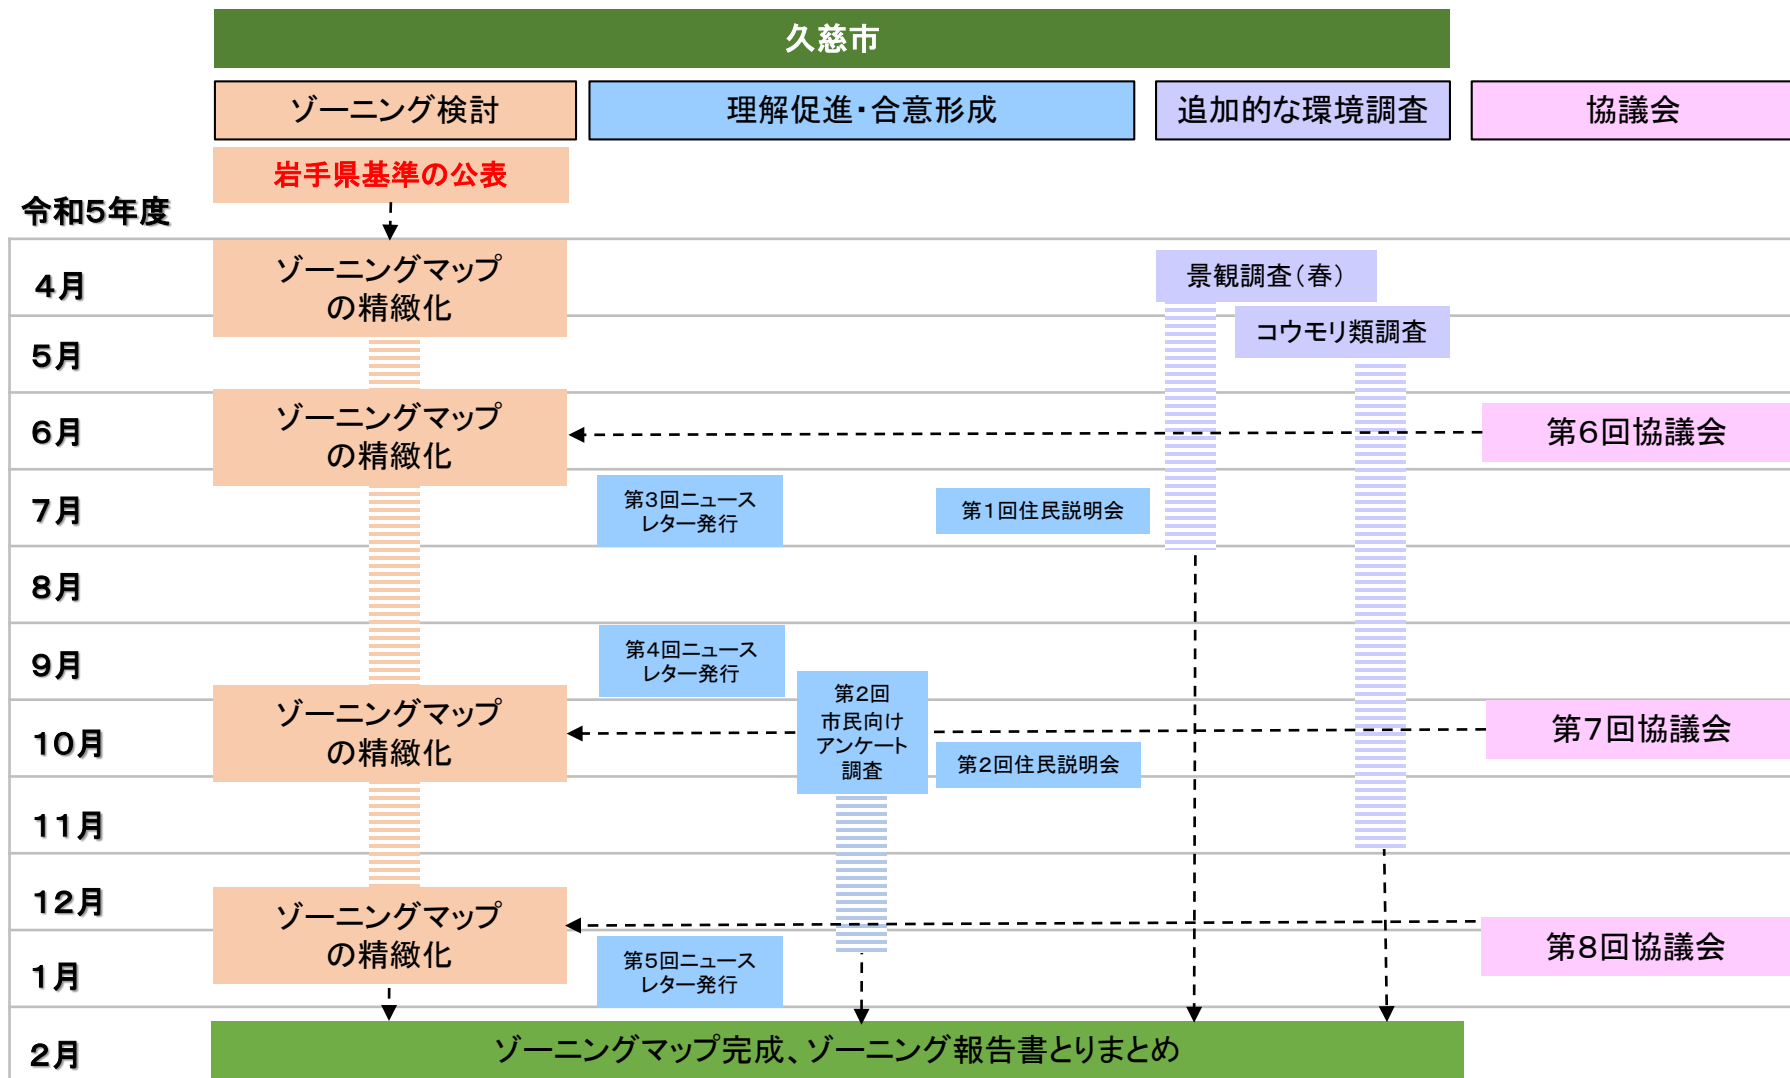 久慈市
ゾーニング検討
理解促進・合意形成
追加的な環境調査
協議会
岩手県基準の公表
令和5年度
4月
ゾーニングマップ
の精緻化
景観調査(春)
コウモリ類調査
5月
6月
ゾーニングマップ
の精緻化
第6回協議会
7月
第3回ニュース
レター発行
第1回住民説明会
8月
9月
第4回ニュース
レター発行
第2回
市民向け
アンケート
調査
10月
ゾーニングマップ
の精緻化
第7回協議会
第2回住民説明会
11月
12月
ゾーニングマップ
の精緻化
第8回協議会
1月
第5回ニュース
レター発行
2月
ゾーニングマップ完成、ゾーニング報告書とりまとめ